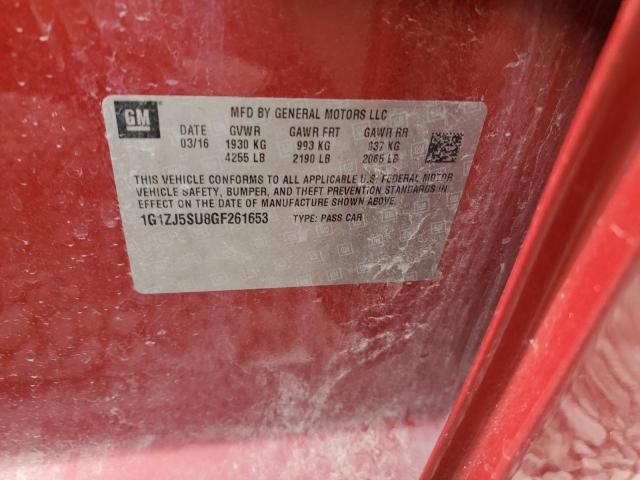 GM
MFD BY GENERAL MOTORS LLC
DATE GVWR GAWR FRT GAWR RR
03/16 1930 KG 993 KG 937 KG
4255 LB 2190 LB 2065 LB
THIS VEHICLE CONFORMS TO ALL APPLICABLE U.S. FEDERAL MOTOR
VEHICLE SAFETY, BUMPER, AND THEFT PREVENTION STANDARDS IN
EFFECT ON THE DATE OF MANUFACTURE SHOWN ABOVE.
1G1ZJ5SU8GF261653 TYPE: PASS CAR